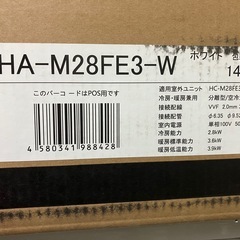 ホワイト
HA-M28FE3-W
14
このバーコードはPOS用です
4 580341 988428
適用室外ユニット HC-M28FE3
冷房・暖房兼用 分離型/空冷
接続配線 VVF 2.0mm
接続配管 φ6.35 φ9.52
室内電源 単相100V 50
冷房能力 2.8kW
暖房標準能力 3.6kW
暖房低温能力 3.9kW